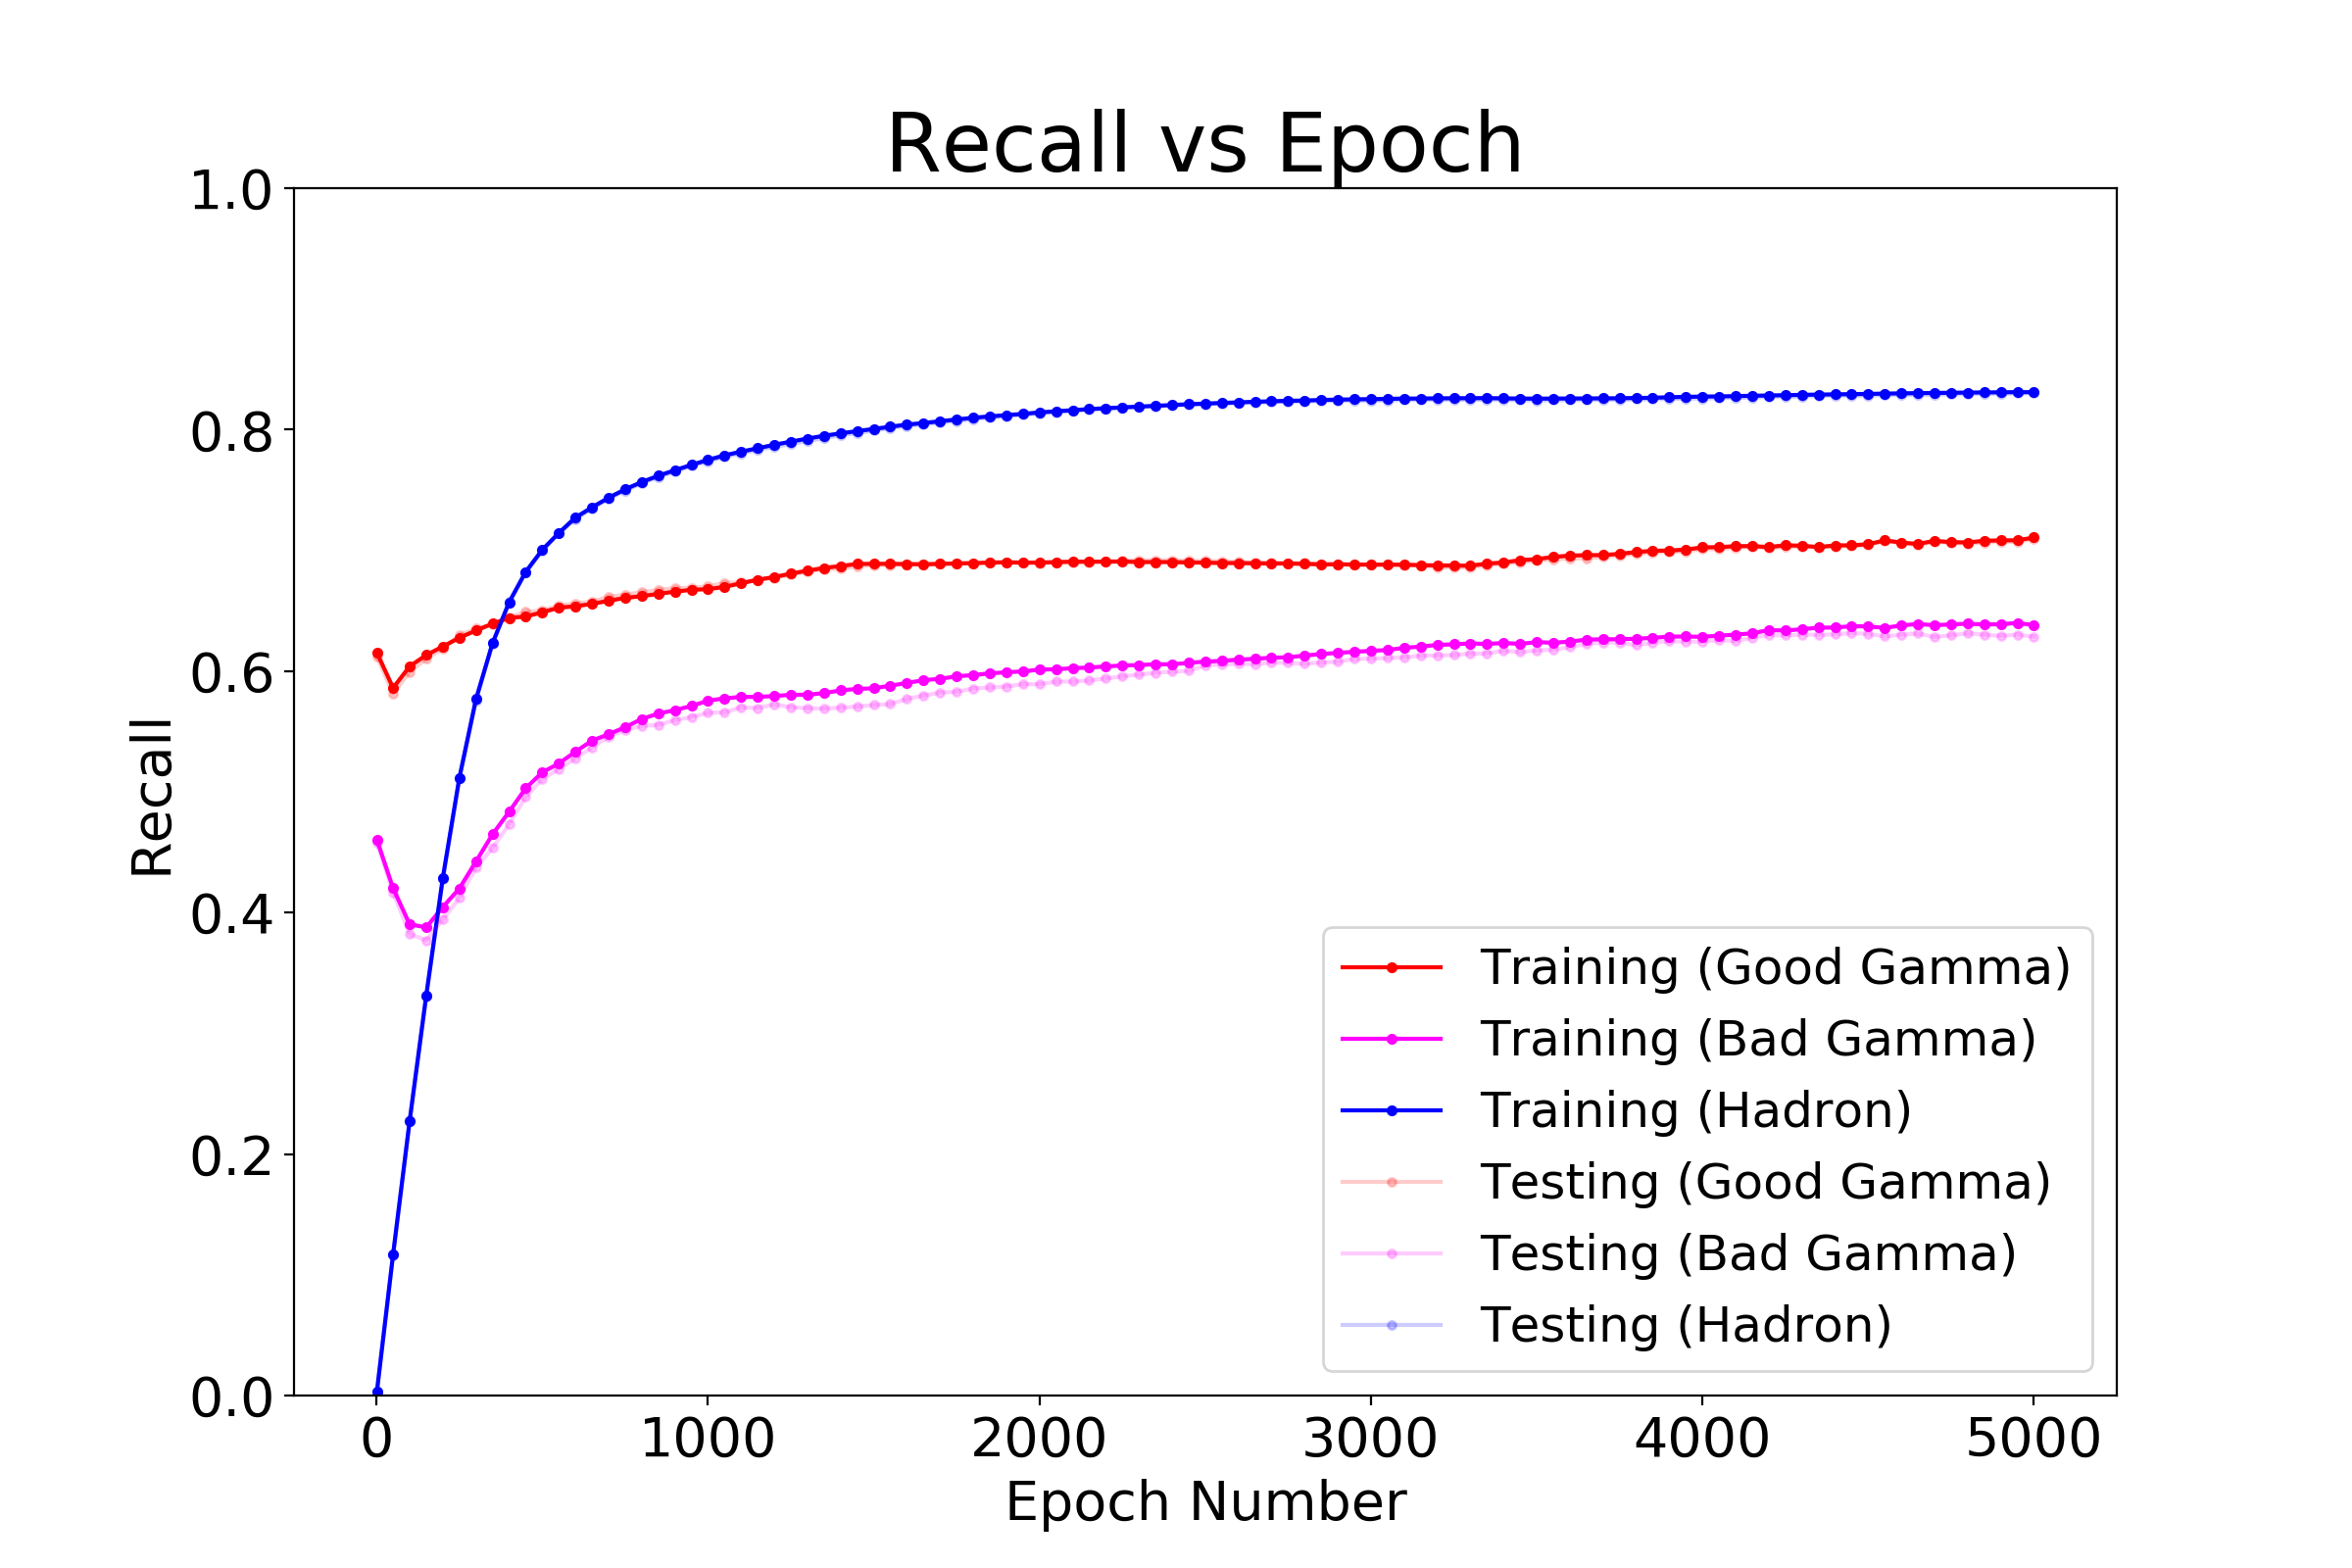 Recall vs Epoch
1.0
0.8
0.6
0.4
0.2
0.0
Recall
0 1000 2000 3000 4000 5000
Epoch Number
Training (Good Gamma)
Training (Bad Gamma)
Training (Hadron)
Testing (Good Gamma)
Testing (Bad Gamma)
Testing (Hadron)